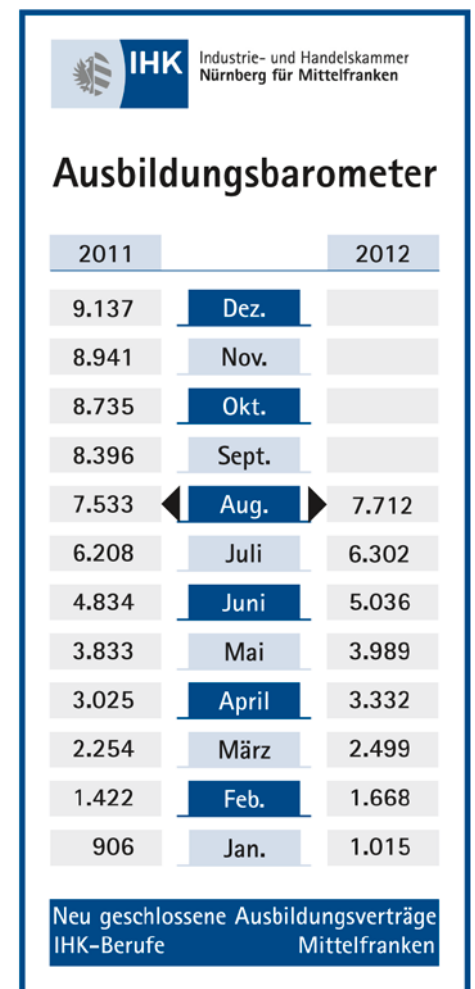 IHK
Industrie- und Handelskammer
Nürnberg für Mittelfranken
Ausbildungsbarometer
2011 2012
9.137 Dez.
8.941 Nov.
8.735 Okt.
8.396 Sept.
7.533 Aug. 7.712
6.208 Juli 6.302
4.834 Juni 5.036
3.833 Mai 3.989
3.025 April 3.332
2.254 März 2.499
1.422 Feb. 1.668
906 Jan. 1.015
Neu geschlossene Ausbildungsverträge
IHK-Berufe Mittelfranken